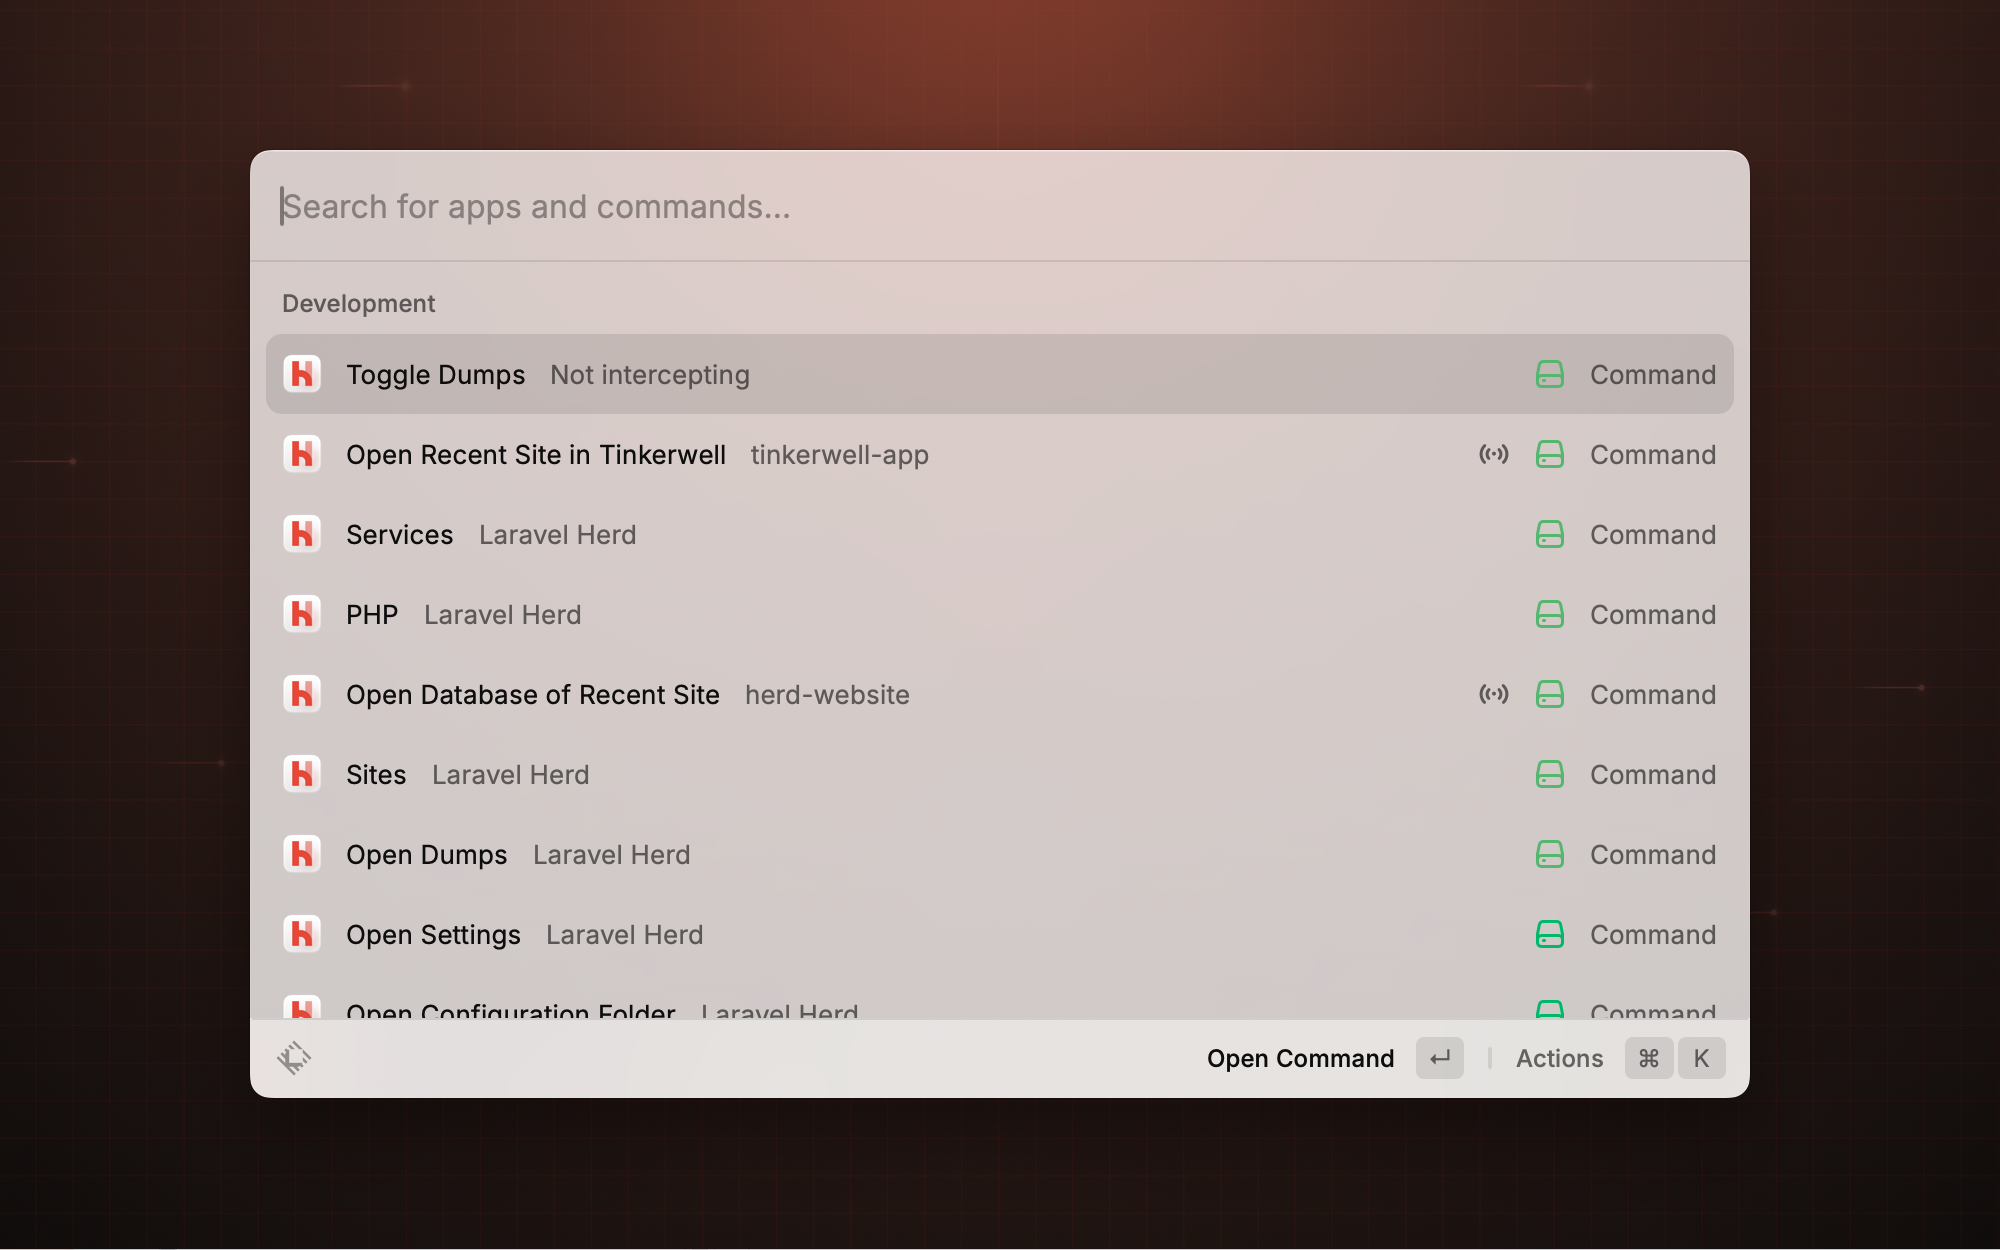 Search for apps and commands...
Development
Toggle Dumps Not intercepting Command
Open Recent Site in Tinkerwell tinkerwell-app Command
Services Laravel Herd Command
PHP Laravel Herd Command
Open Database of Recent Site herd-website Command
Sites Laravel Herd Command
Open Dumps Laravel Herd Command
Open Settings Laravel Herd Command
Open Configuration Folder Laravel Herd Command
Open Command ↵ Actions ⌘ K